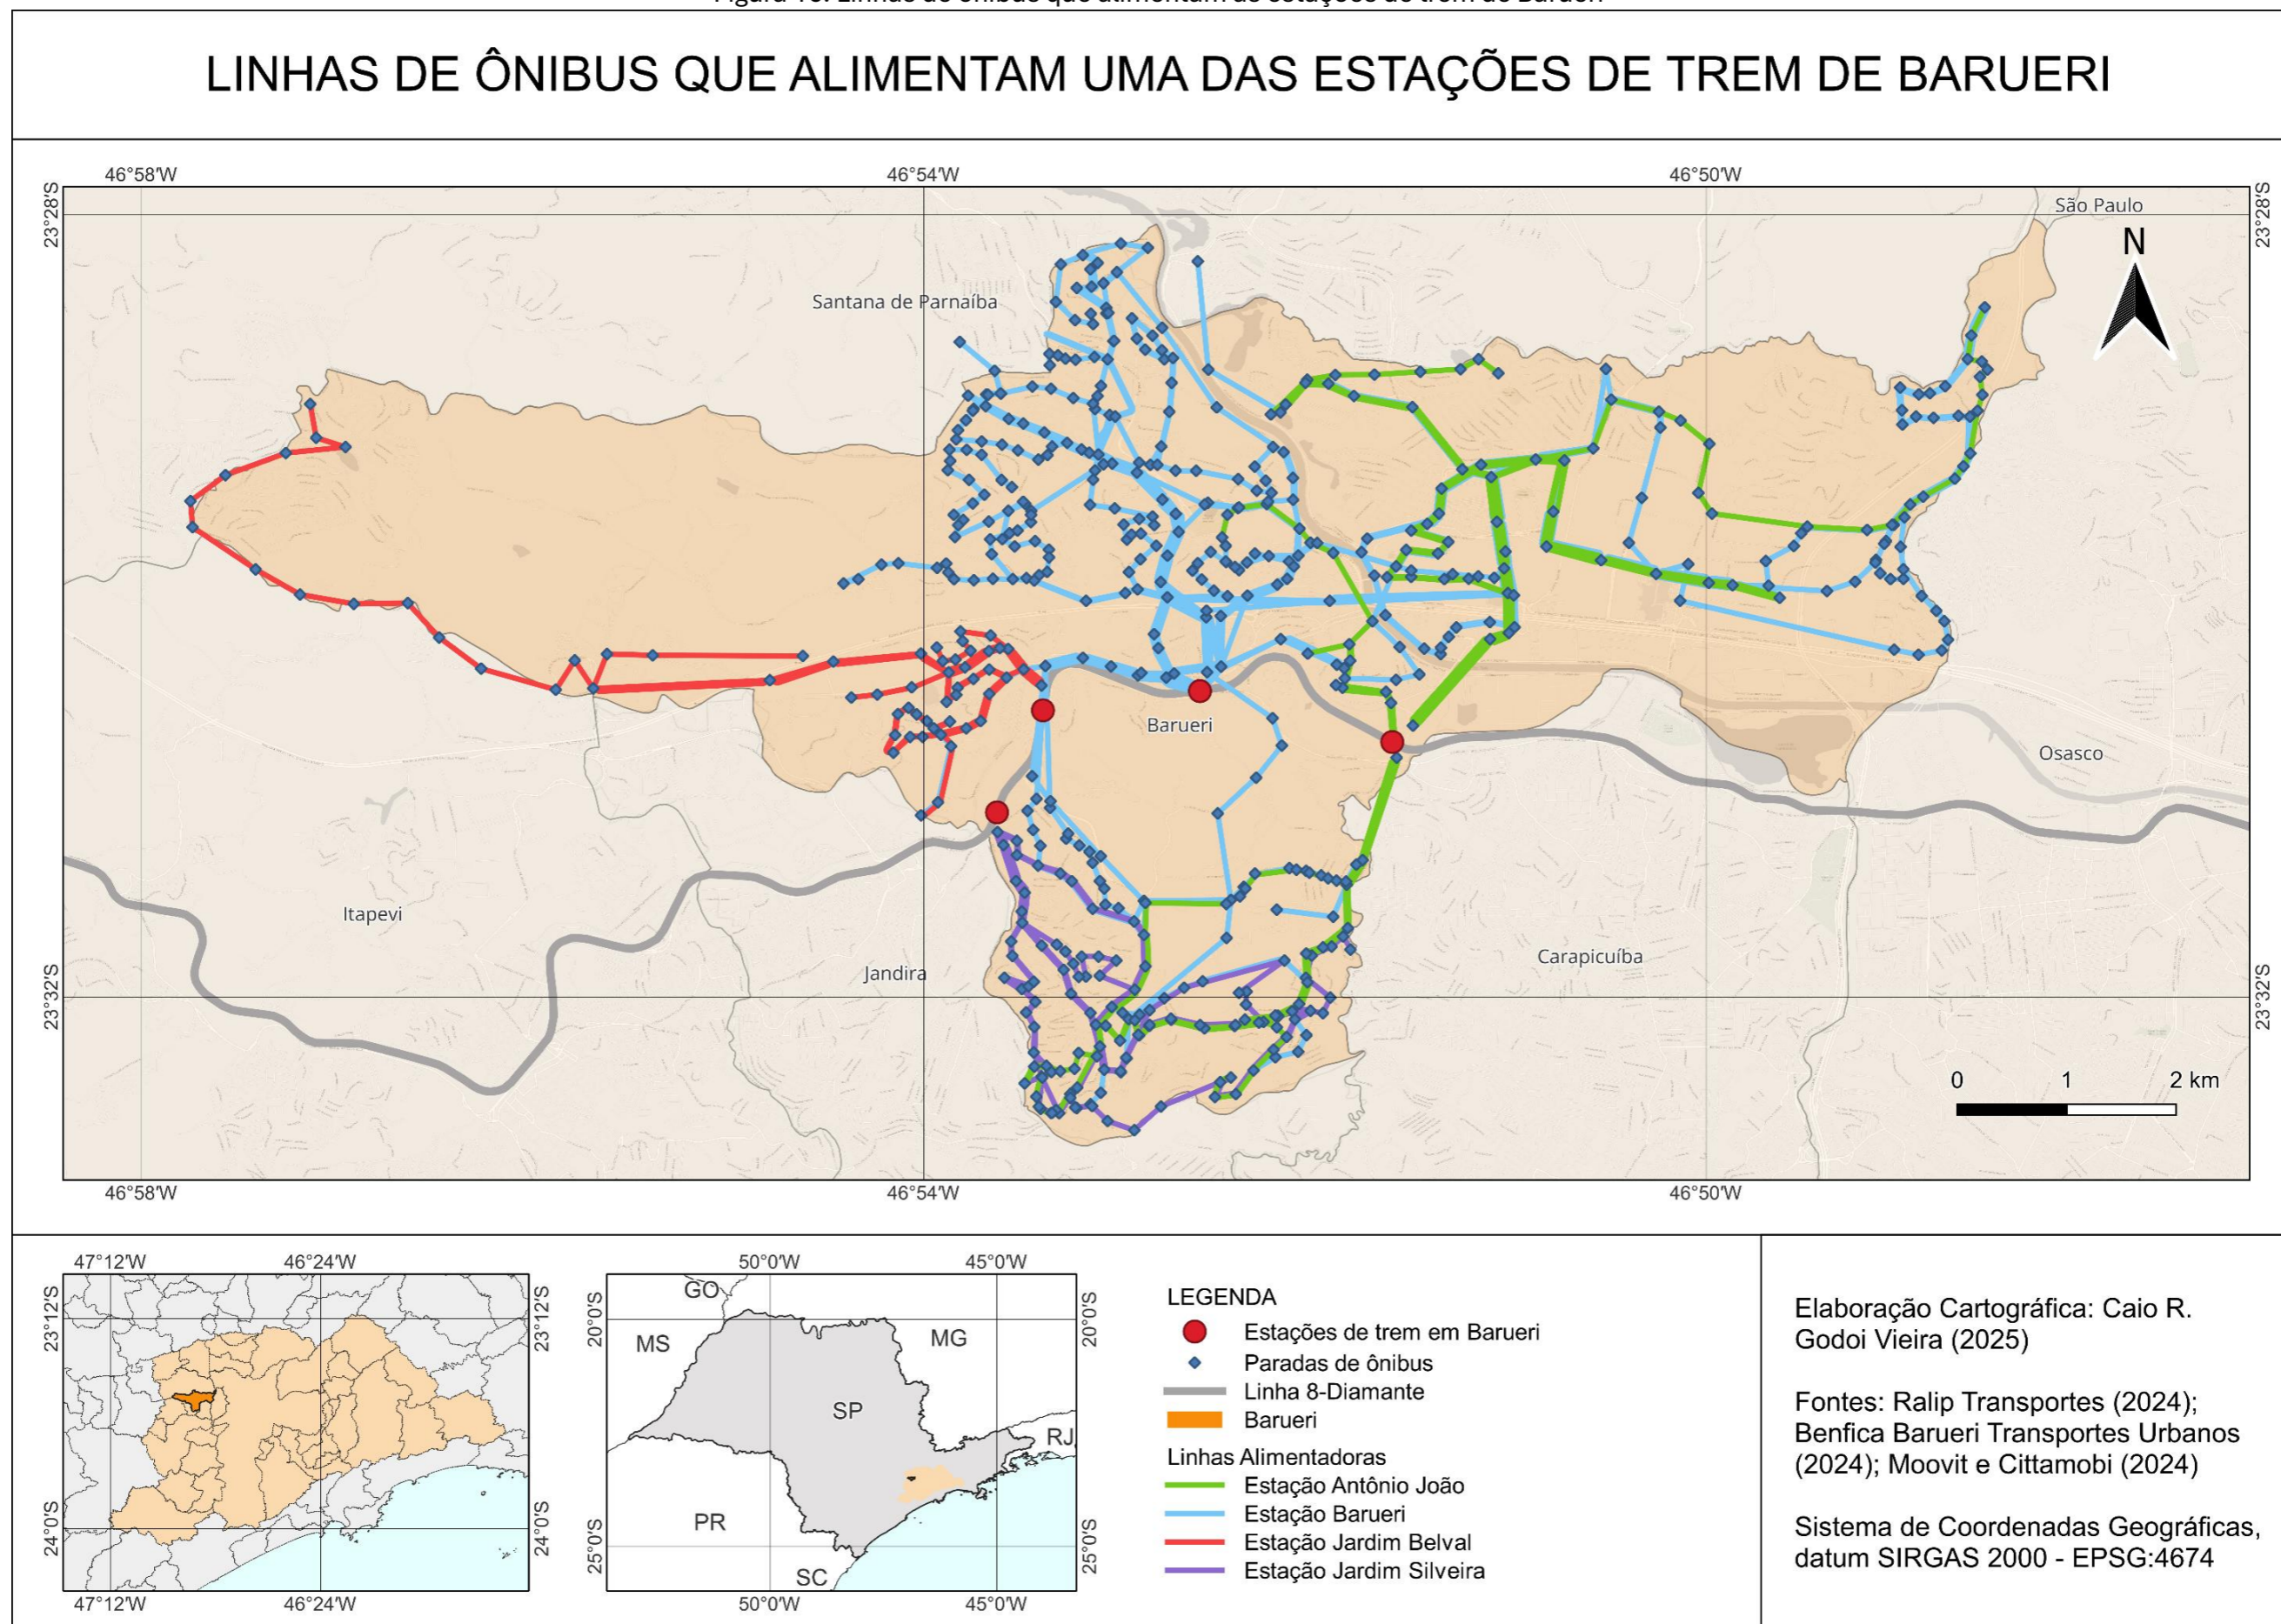 LINHAS DE ÔNIBUS QUE ALIMENTAM UMA DAS ESTAÇÕES DE TREM DE BARUERI
46°58'W 46°54'W 46°50'W
23°28'S 23°28'S
São Paulo
N
Santana de Parnaíba
Barueri
Osasco
Itapevi
Jandira
Carapicuíba
23°32'S 23°32'S
0 1 2 km
46°58'W 46°54'W 46°50'W
47°12'W 46°24'W
23°12'S 23°12'S
24°0'S 24°0'S
47°12'W 46°24'W
50°0'W 45°0'W
20°0'S 20°0'S
GO
MS
MG
SP
RJ
PR
SC
25°0'S 25°0'S
50°0'W 45°0'W
LEGENDA
Estações de trem em Barueri
Paradas de ônibus
Linha 8-Diamante
Barueri
Linhas Alimentadoras
Estação Antônio João
Estação Barueri
Estação Jardim Belval
Estação Jardim Silveira
Elaboração Cartográfica: Caio R.
Godoi Vieira (2025)
Fontes: Ralip Transportes (2024);
Benfica Barueri Transportes Urbanos
(2024); Moovit e Cittamobi (2024)
Sistema de Coordenadas Geográficas,
datum SIRGAS 2000 - EPSG:4674